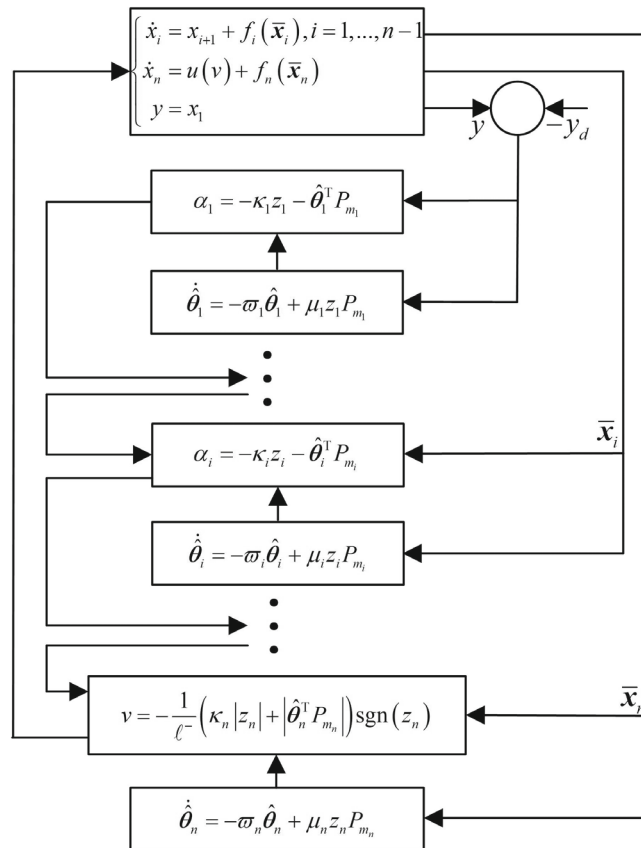 ẋ_i = x_{i+1} + f_i(x̄_i), i = 1,...,n−1
ẋ_n = u(v) + f_n(x̄_n)
y = x_1
y
−y_d
α_1 = −κ_1 z_1 − θ̂_1^T P_{m_1}
θ̂̇_1 = −ϖ_1 θ̂_1 + μ_1 z_1 P_{m_1}
x̄_i
α_i = −κ_i z_i − θ̂_i^T P_{m_i}
θ̂̇_i = −ϖ_i θ̂_i + μ_i z_i P_{m_i}
x̄_n
v = −1/ℓ^− (κ_n |z_n| + |θ̂_n^T P_{m_n}|) sgn(z_n)
θ̂̇_n = −ϖ_n θ̂_n + μ_n z_n P_{m_n}